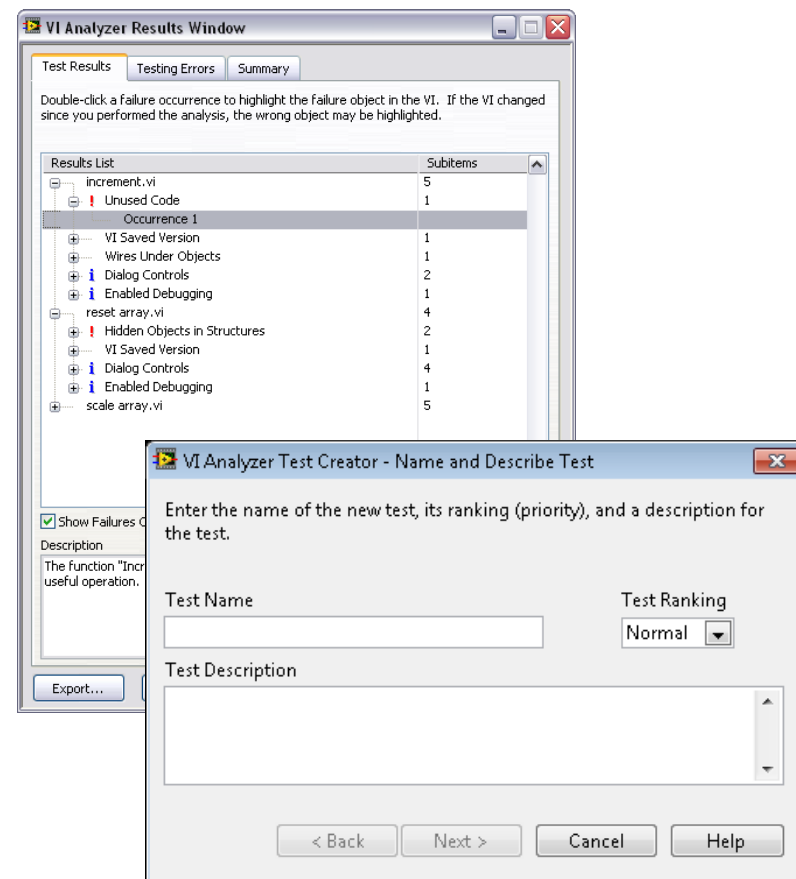 VI Analyzer Results Window
Test Results Testing Errors Summary
Double-click a failure occurrence to highlight the failure object in the VI. If the VI changed
since you performed the analysis, the wrong object may be highlighted.
Results List Subitems
increment.vi 5
! Unused Code 1
Occurrence 1
VI Saved Version 1
Wires Under Objects 1
i Dialog Controls 2
i Enabled Debugging 1
reset array.vi 4
! Hidden Objects in Structures 2
VI Saved Version 1
i Dialog Controls 4
i Enabled Debugging 1
scale array.vi 5
Show Failures
Description
The function "Incr
useful operation.
Export...
VI Analyzer Test Creator - Name and Describe Test
Enter the name of the new test, its ranking (priority), and a description for
the test.
Test Name Test Ranking
Normal
Test Description
< Back Next > Cancel Help